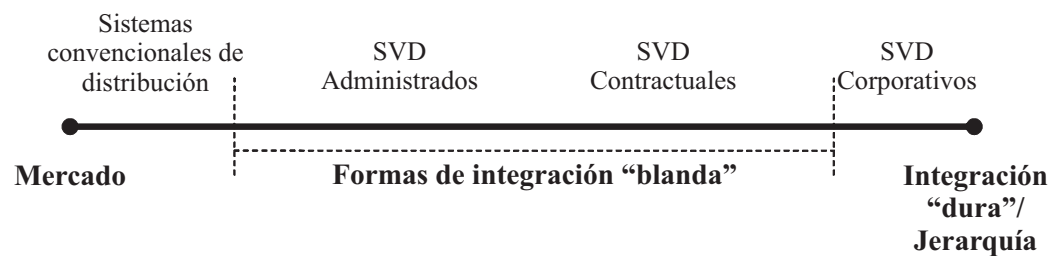 Sistemas
convencionales de
distribución
SVD
Administrados
SVD
Contractuales
SVD
Corporativos
Mercado
Formas de integración “blanda”
Integración
“dura”/
Jerarquía